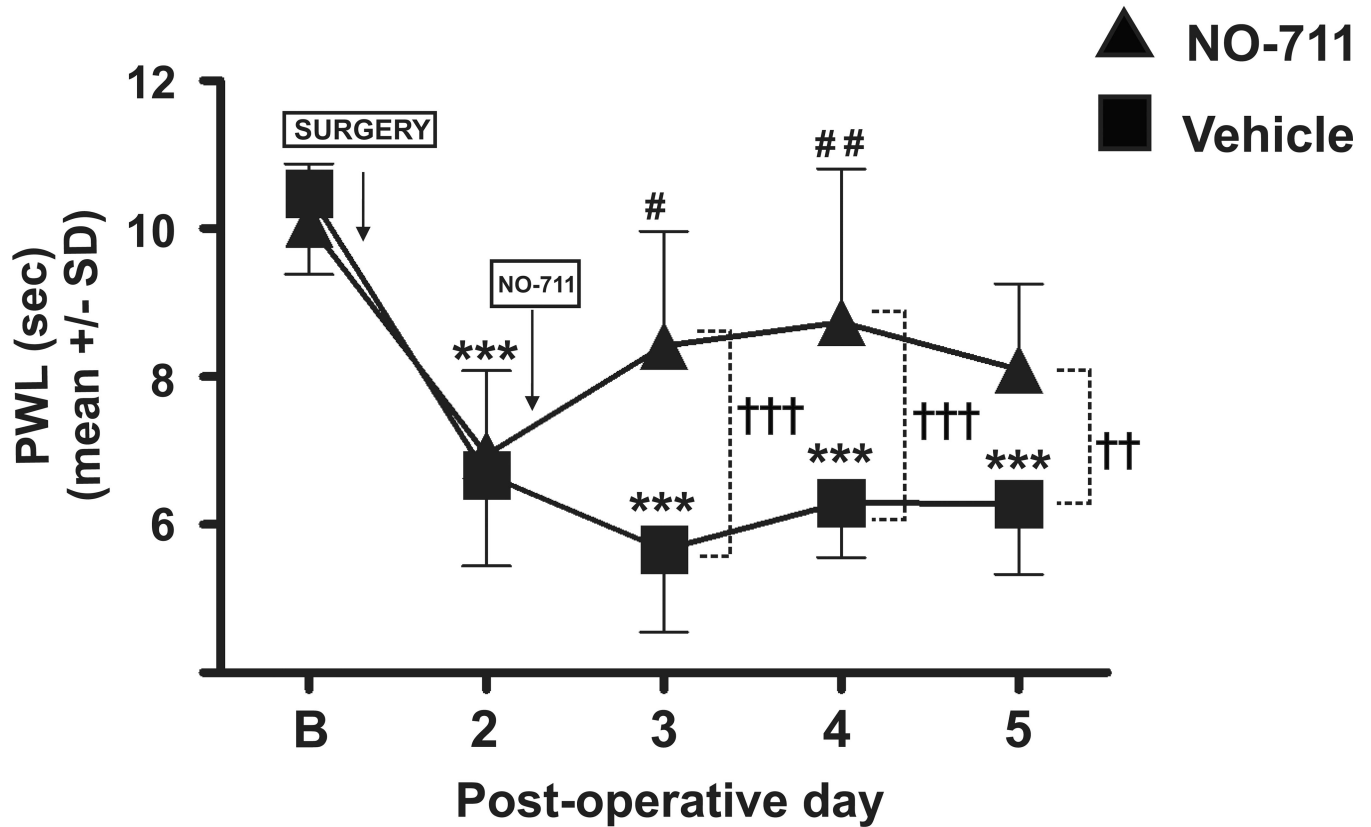 NO-711
Vehicle
PWL (sec)
(mean +/- SD)
12
10
8
6
SURGERY
NO-711
***
#
##
†††
†††
††
***
***
***
B 2 3 4 5
Post-operative day